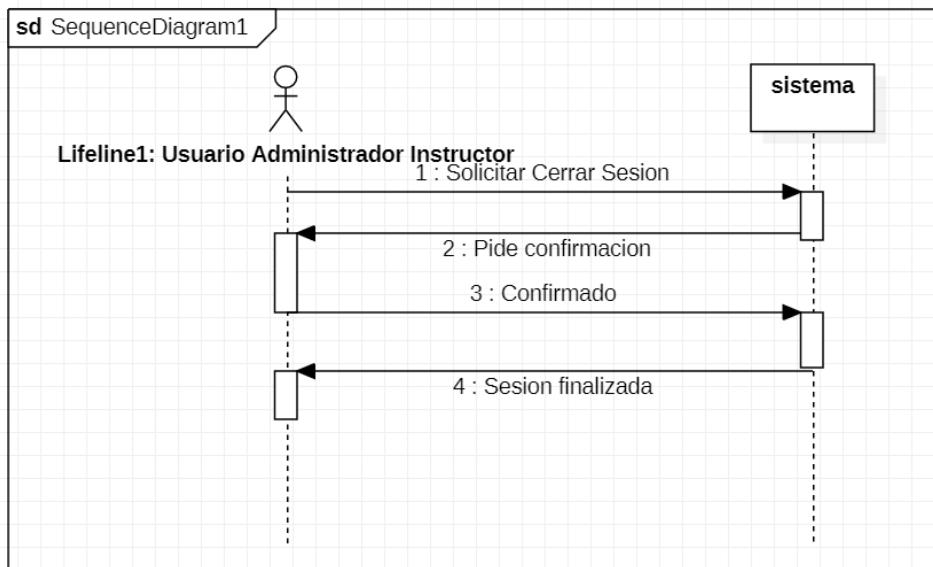 sd SequenceDiagram1
sistema
Lifeline1: Usuario Administrador Instructor
1 : Solicitar Cerrar Sesion
2 : Pide confirmacion
3 : Confirmado
4 : Sesion finalizada